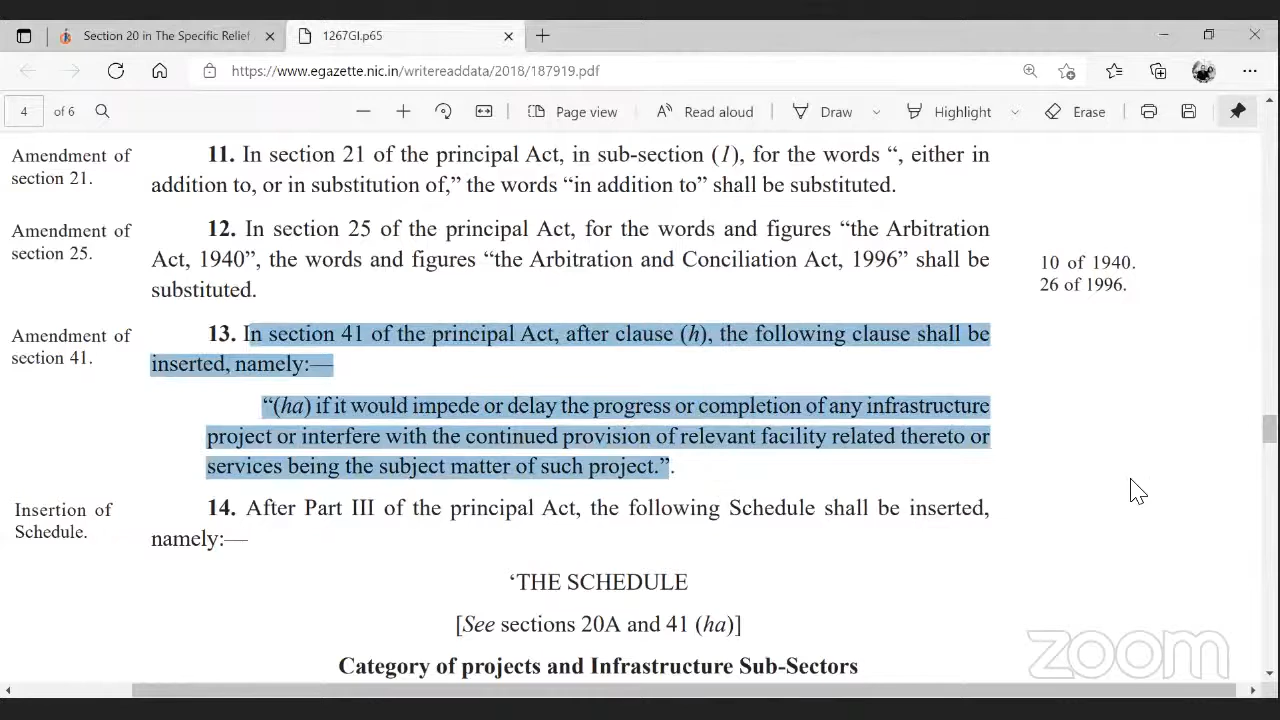 Section 20 in The Specific Relief
1267GI.p65
https://www.egazette.nic.in/writereaddata/2018/187919.pdf
4 of 6
Page view
Read aloud
Draw
Highlight
Erase
Amendment of section 21.
11. In section 21 of the principal Act, in sub-section (1), for the words “, either in
addition to, or in substitution of,” the words “in addition to” shall be substituted.
Amendment of section 25.
12. In section 25 of the principal Act, for the words and figures “the Arbitration
Act, 1940”, the words and figures “the Arbitration and Conciliation Act, 1996” shall be
substituted.
10 of 1940.
26 of 1996.
Amendment of section 41.
13. In section 41 of the principal Act, after clause (h), the following clause shall be
inserted, namely:—
“(ha) if it would impede or delay the progress or completion of any infrastructure
project or interfere with the continued provision of relevant facility related thereto or
services being the subject matter of such project.”.
Insertion of Schedule.
14. After Part III of the principal Act, the following Schedule shall be inserted,
namely:—
‘THE SCHEDULE
[See sections 20A and 41 (ha)]
Category of projects and Infrastructure Sub-Sectors
zoom